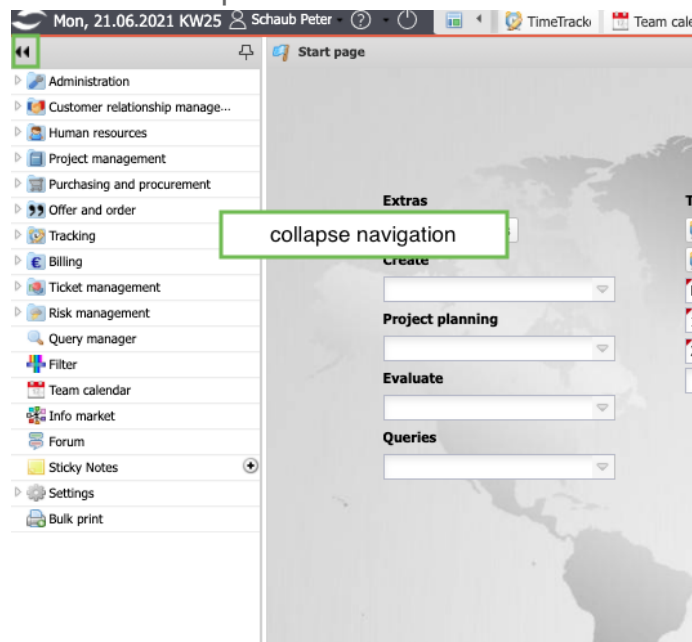 Mon, 21.06.2021 KW25 Schaub Peter
TimeTrack
Team cale
Start page
Administration
Customer relationship manage...
Human resources
Project management
Purchasing and procurement
Offer and order
Tracking
Billing
Ticket management
Risk management
Query manager
Filter
Team calendar
Info market
Forum
Sticky Notes
Settings
Bulk print
collapse navigation
Extras
Create
Project planning
Evaluate
Queries